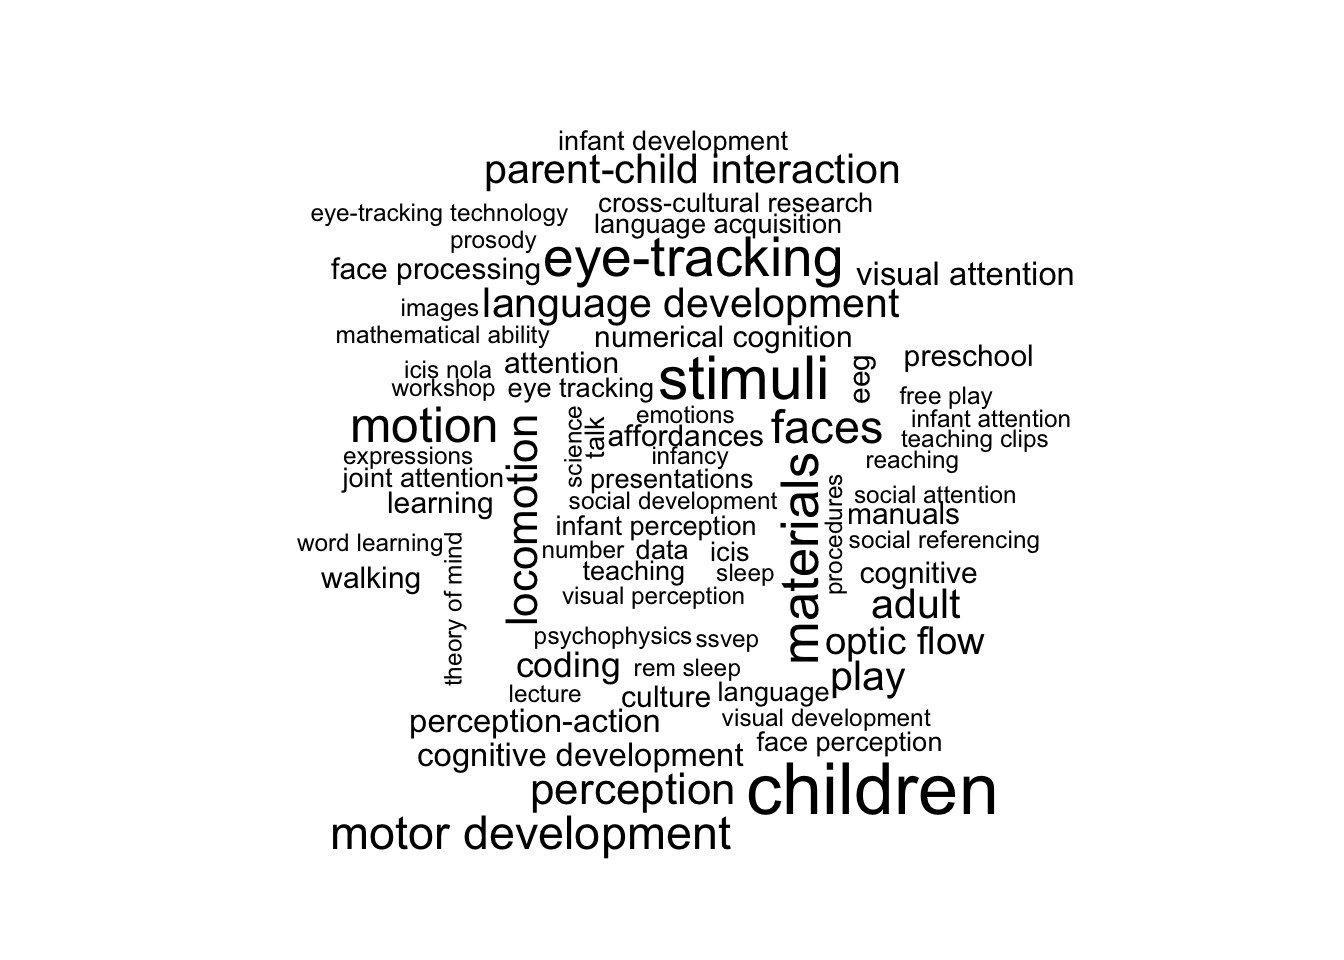 infant development
parent-child interaction
cross-cultural research
eye-tracking technology
language acquisition
prosody
eye-tracking
face processing
visual attention
language development
images
mathematical ability
numerical cognition
preschool
attention
icis nola
stimuli
eeg
workshop
eye tracking
free play
emotions
infant attention
motion
science
talk
affordances
faces
teaching clips
expressions
infancy
reaching
joint attention
locomotion
presentations
materials
procedures
social attention
learning
social development
manuals
infant perception
social referencing
word learning
theory of mind
number
data
icis
walking
teaching
sleep
cognitive
visual perception
adult
psychophysics
ssvep
optic flow
coding
rem sleep
play
lecture
culture
language
perception-action
visual development
face perception
cognitive development
perception
children
motor development